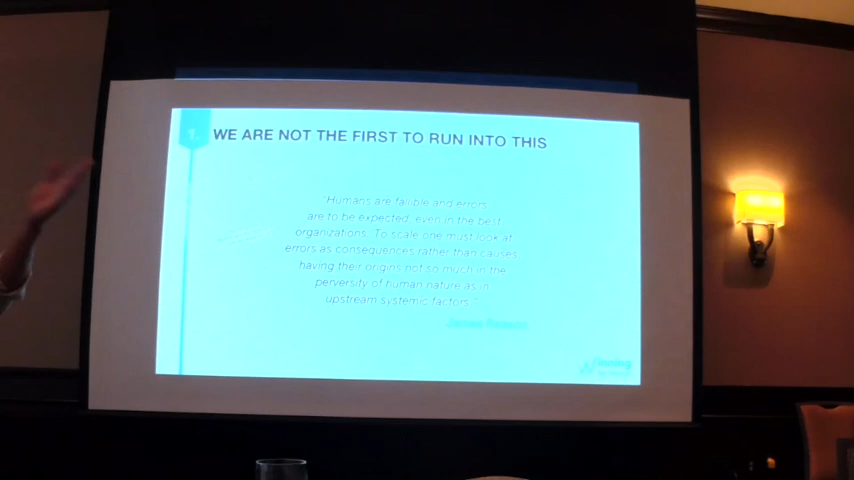 1. WE ARE NOT THE FIRST TO RUN INTO THIS
"Humans are fallible and errors
are to be expected, even in the best
organizations. To scale one must look at
errors as consequences rather than causes,
having their origins not so much in the
perversity of human nature as in
upstream systemic factors."
James Reason